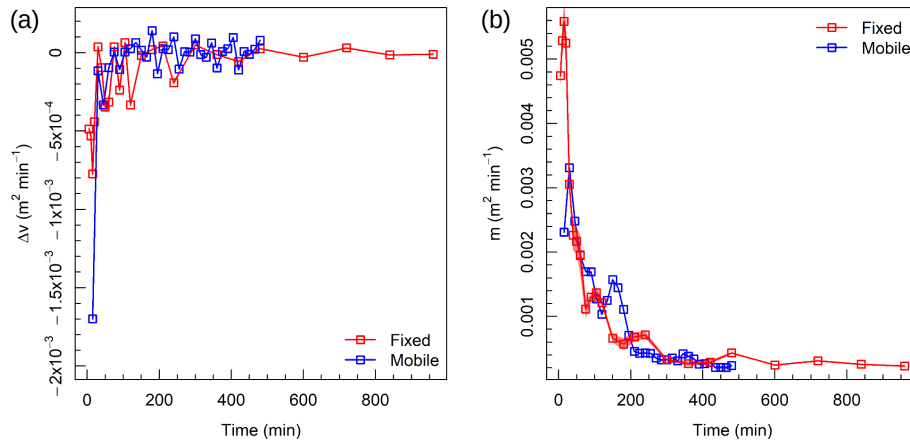 (a)
Δv (m² min⁻¹)
0
−5x10⁻⁴
−1x10⁻³
−1.5x10⁻³
−2x10⁻³
Fixed
Mobile
0 200 400 600 800
Time (min)
(b)
m (m² min⁻¹)
0.005
0.004
0.003
0.002
0.001
Fixed
Mobile
0 200 400 600 800
Time (min)